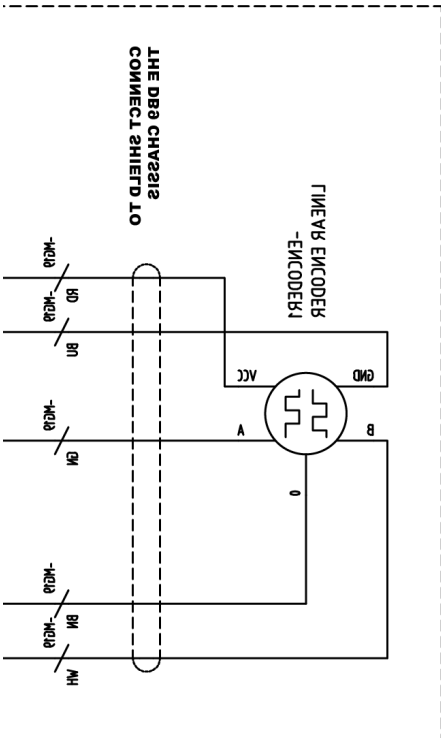 CONNECT SHIELD TO
THE DB9 CHASSIS
LINEAR ENCODER
-ENCODER1
-MG19
RD
-MG19
BU
VCC
GND
-MG19
GN
A
B
0
-MG19
BN
-MG19
WH